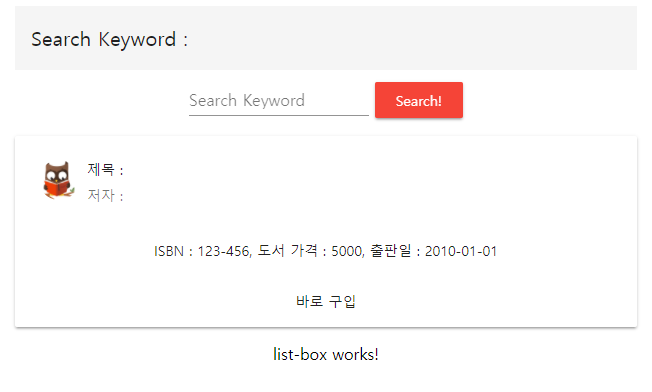 Search Keyword :
Search Keyword Search!
제목 :
저자 :
ISBN : 123-456, 도서 가격 : 5000, 출판일 : 2010-01-01
바로 구입
list-box works!